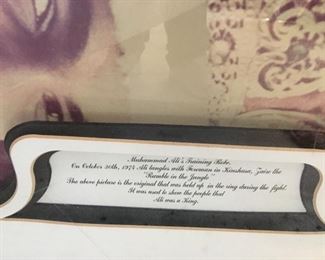 Muhammad Ali's Training Robe.
On October 30th, 1974 Ali tangles with Foreman in Kinshasa, Zaire the
"Rumble in the Jungle"
The above picture is the original that was held up in the ring during the fight.
It was used to show the people that
Ali was a King.